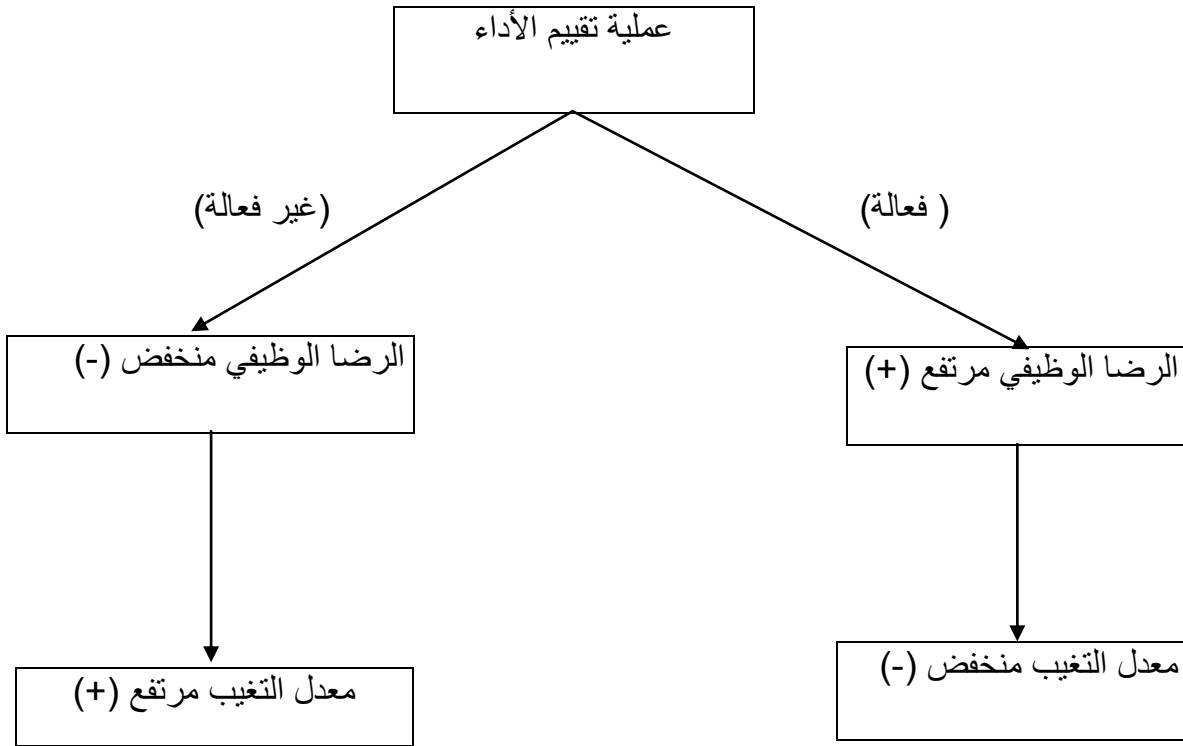 عملية تقييم الأداء
( فعالة)
(غير فعالة)
الرضا الوظيفي مرتفع (+)
الرضا الوظيفي منخفض (-)
معدل التغيب منخفض (-)
معدل التغيب مرتفع (+)